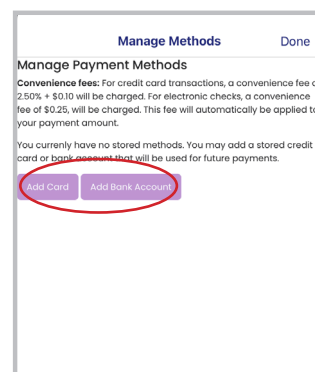 Manage Methods Done
Manage Payment Methods
Convenience fees: For credit card transactions, a convenience fee
2.50% + $0.10 will be charged. For electronic checks, a convenience
fee of $0.25, will be charged. This fee will automatically be applied to
your payment amount.
You currenly have no stored methods. You may add a stored credit
card or bank account that will be used for future payments.
Add Card Add Bank Account